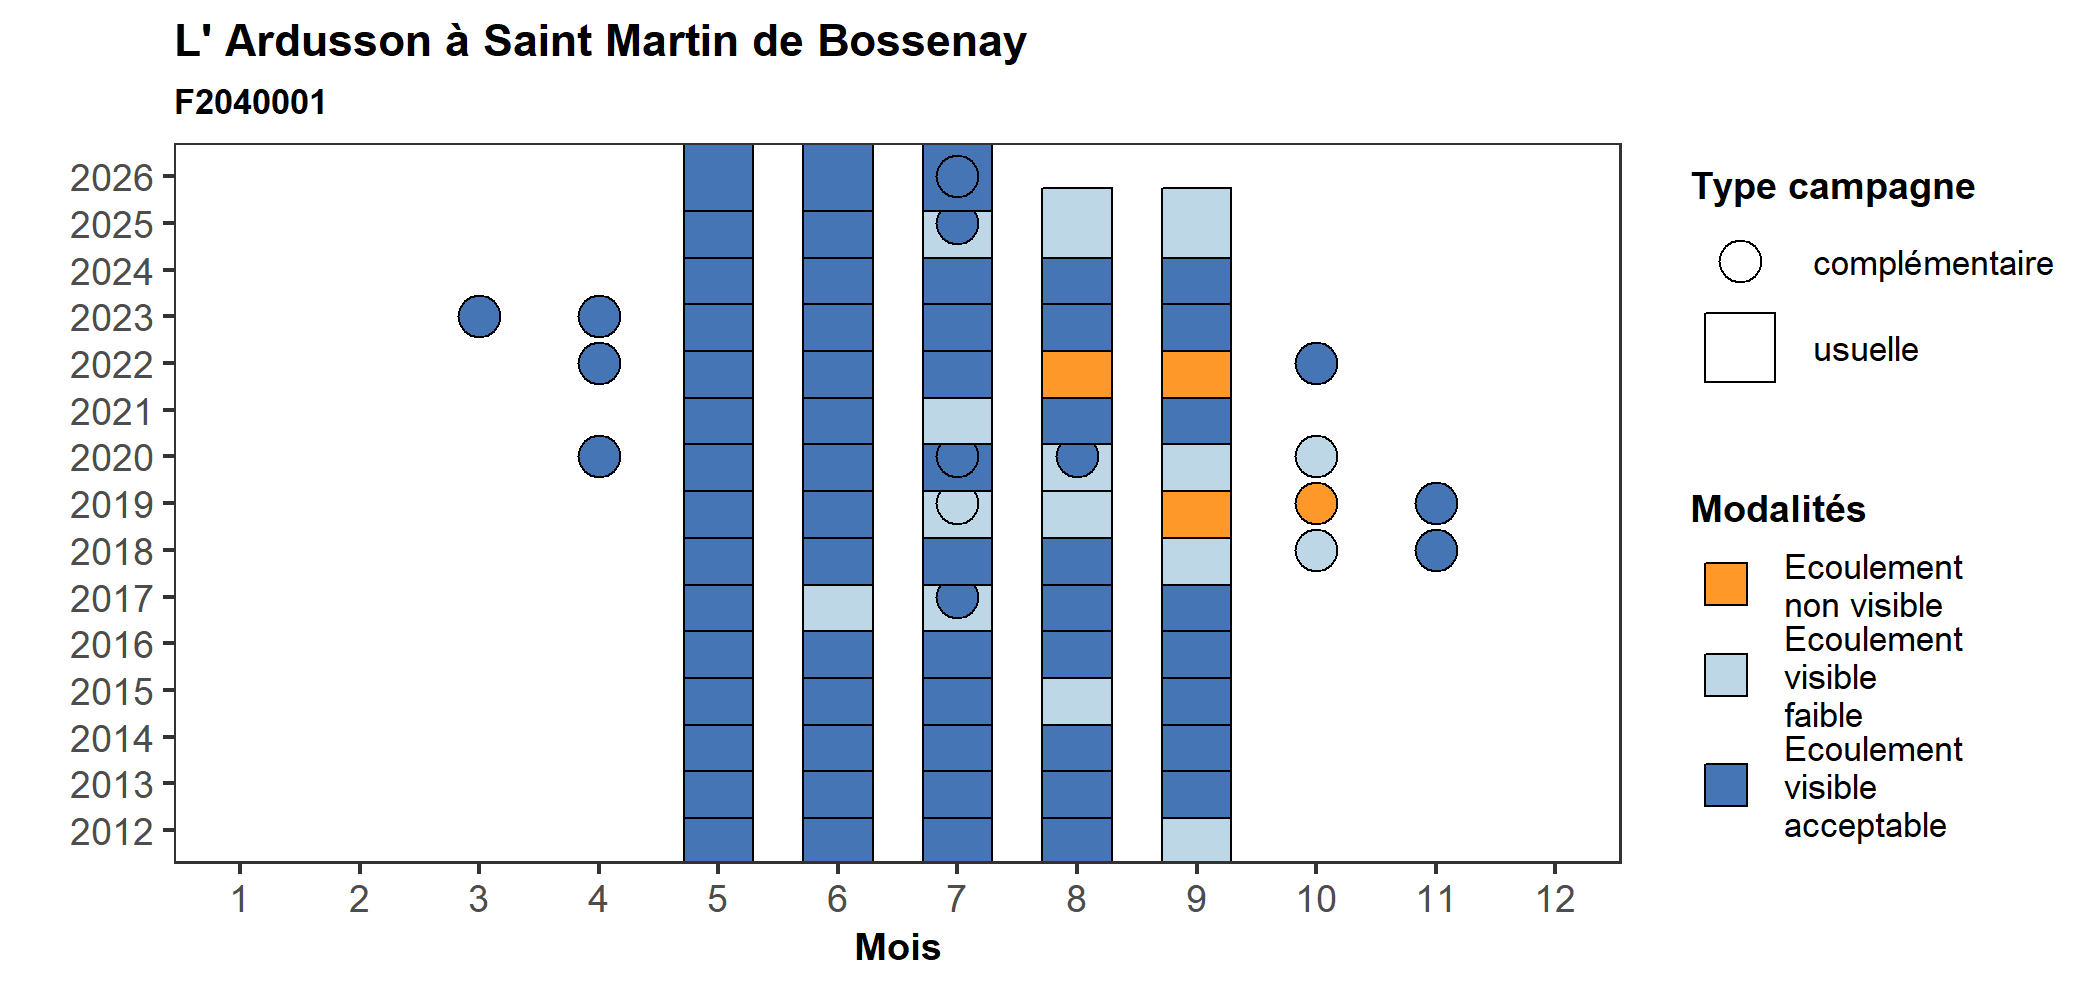 L' Ardusson à Saint Martin de Bossenay
F2040001
2026
2025
2024
2023
2022
2021
2020
2019
2018
2017
2016
2015
2014
2013
2012
1 2 3 4 5 6 7 8 9 10 11 12
Mois
Type campagne
complémentaire
usuelle
Modalités
Ecoulement
non visible
Ecoulement
visible
faible
Ecoulement
visible
acceptable